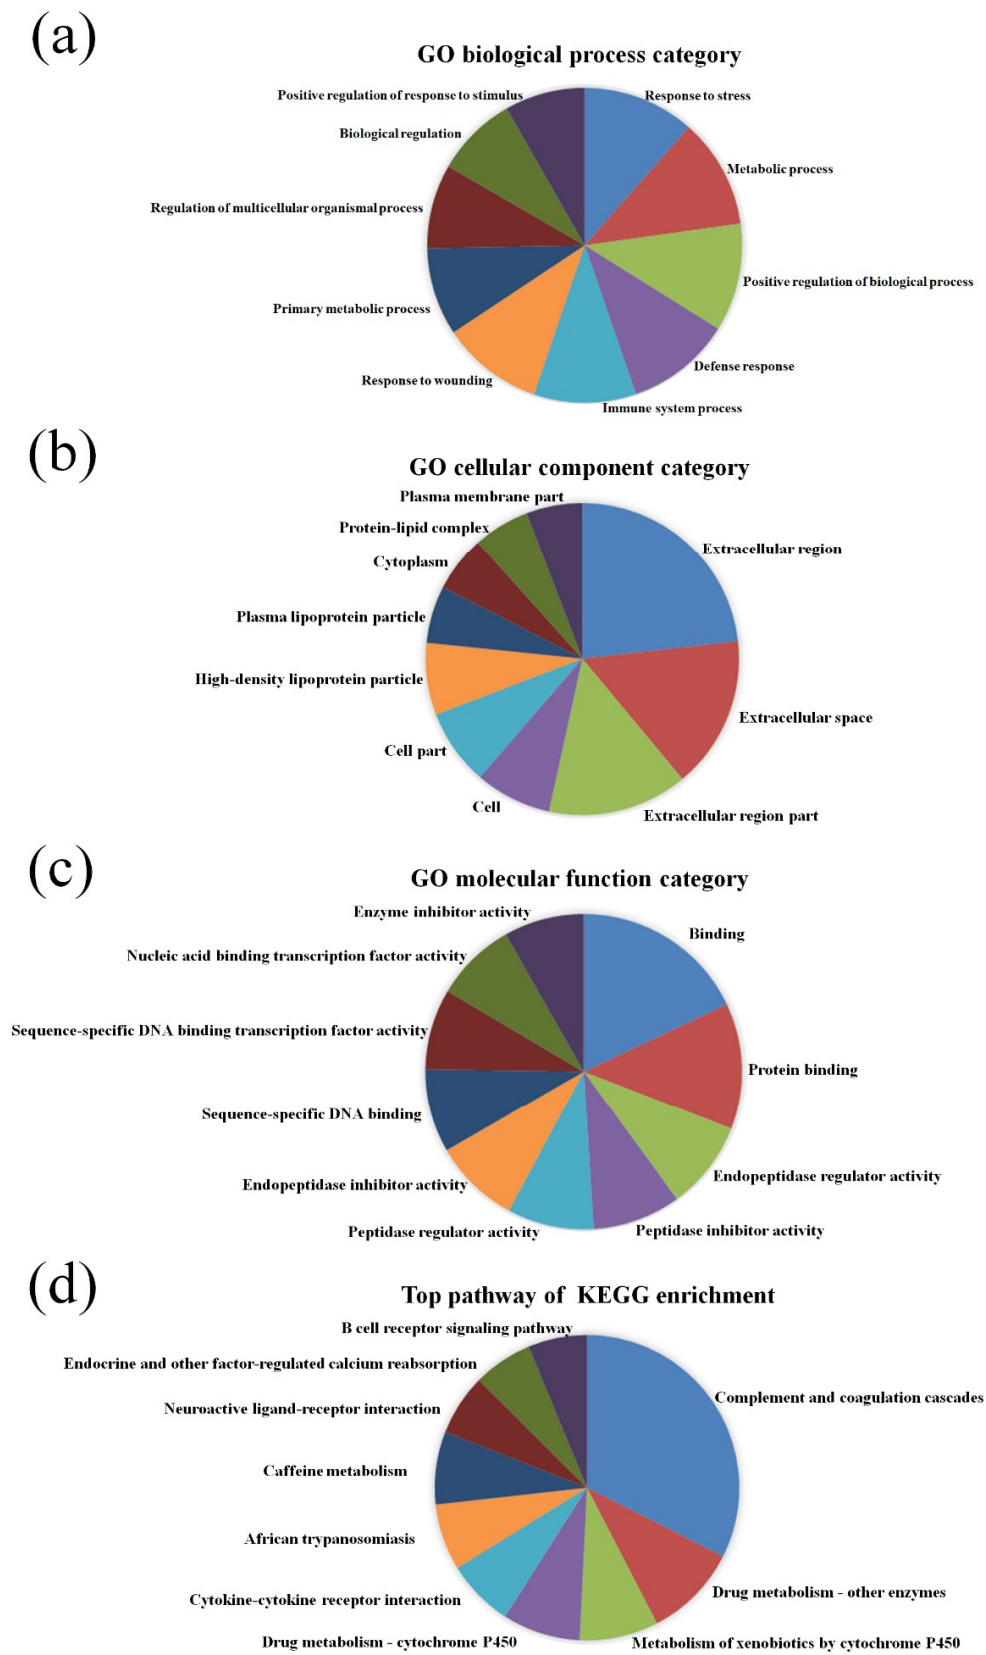 (a)
GO biological process category
Positive regulation of response to stimulus
Response to stress
Biological regulation
Metabolic process
Regulation of multicellular organismal process
Positive regulation of biological process
Primary metabolic process
Defense response
Response to wounding
Immune system process
(b)
GO cellular component category
Plasma membrane part
Protein-lipid complex
Extracellular region
Cytoplasm
Plasma lipoprotein particle
High-density lipoprotein particle
Extracellular space
Cell part
Cell
Extracellular region part
(c)
GO molecular function category
Enzyme inhibitor activity
Binding
Nucleic acid binding transcription factor activity
Sequence-specific DNA binding transcription factor activity
Protein binding
Sequence-specific DNA binding
Endopeptidase regulator activity
Endopeptidase inhibitor activity
Peptidase regulator activity
Peptidase inhibitor activity
(d)
Top pathway of KEGG enrichment
B cell receptor signaling pathway
Endocrine and other factor-regulated calcium reabsorption
Complement and coagulation cascades
Neuroactive ligand-receptor interaction
Caffeine metabolism
African trypanosomiasis
Drug metabolism - other enzymes
Cytokine-cytokine receptor interaction
Drug metabolism - cytochrome P450
Metabolism of xenobiotics by cytochrome P450